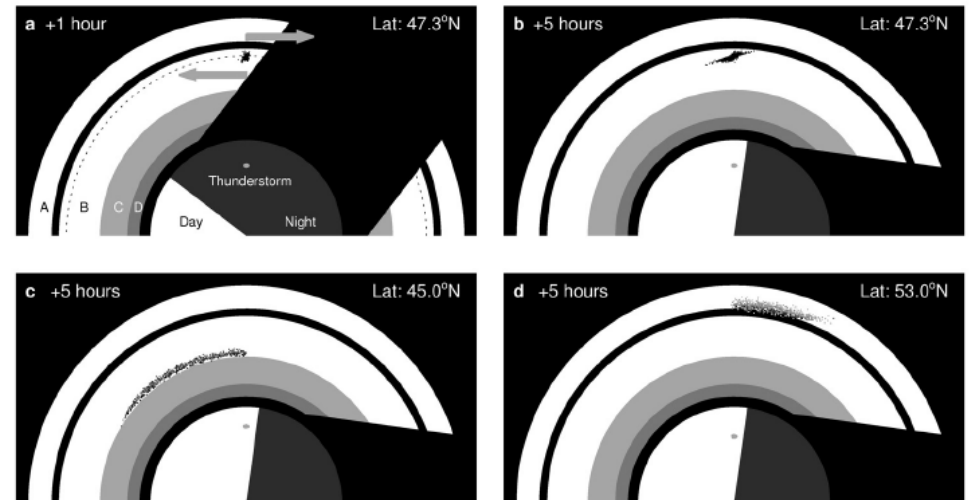 a +1 hour Lat: 47.3°N
A B C D
Thunderstorm
Day Night
b +5 hours Lat: 47.3°N
c +5 hours Lat: 45.0°N
d +5 hours Lat: 53.0°N